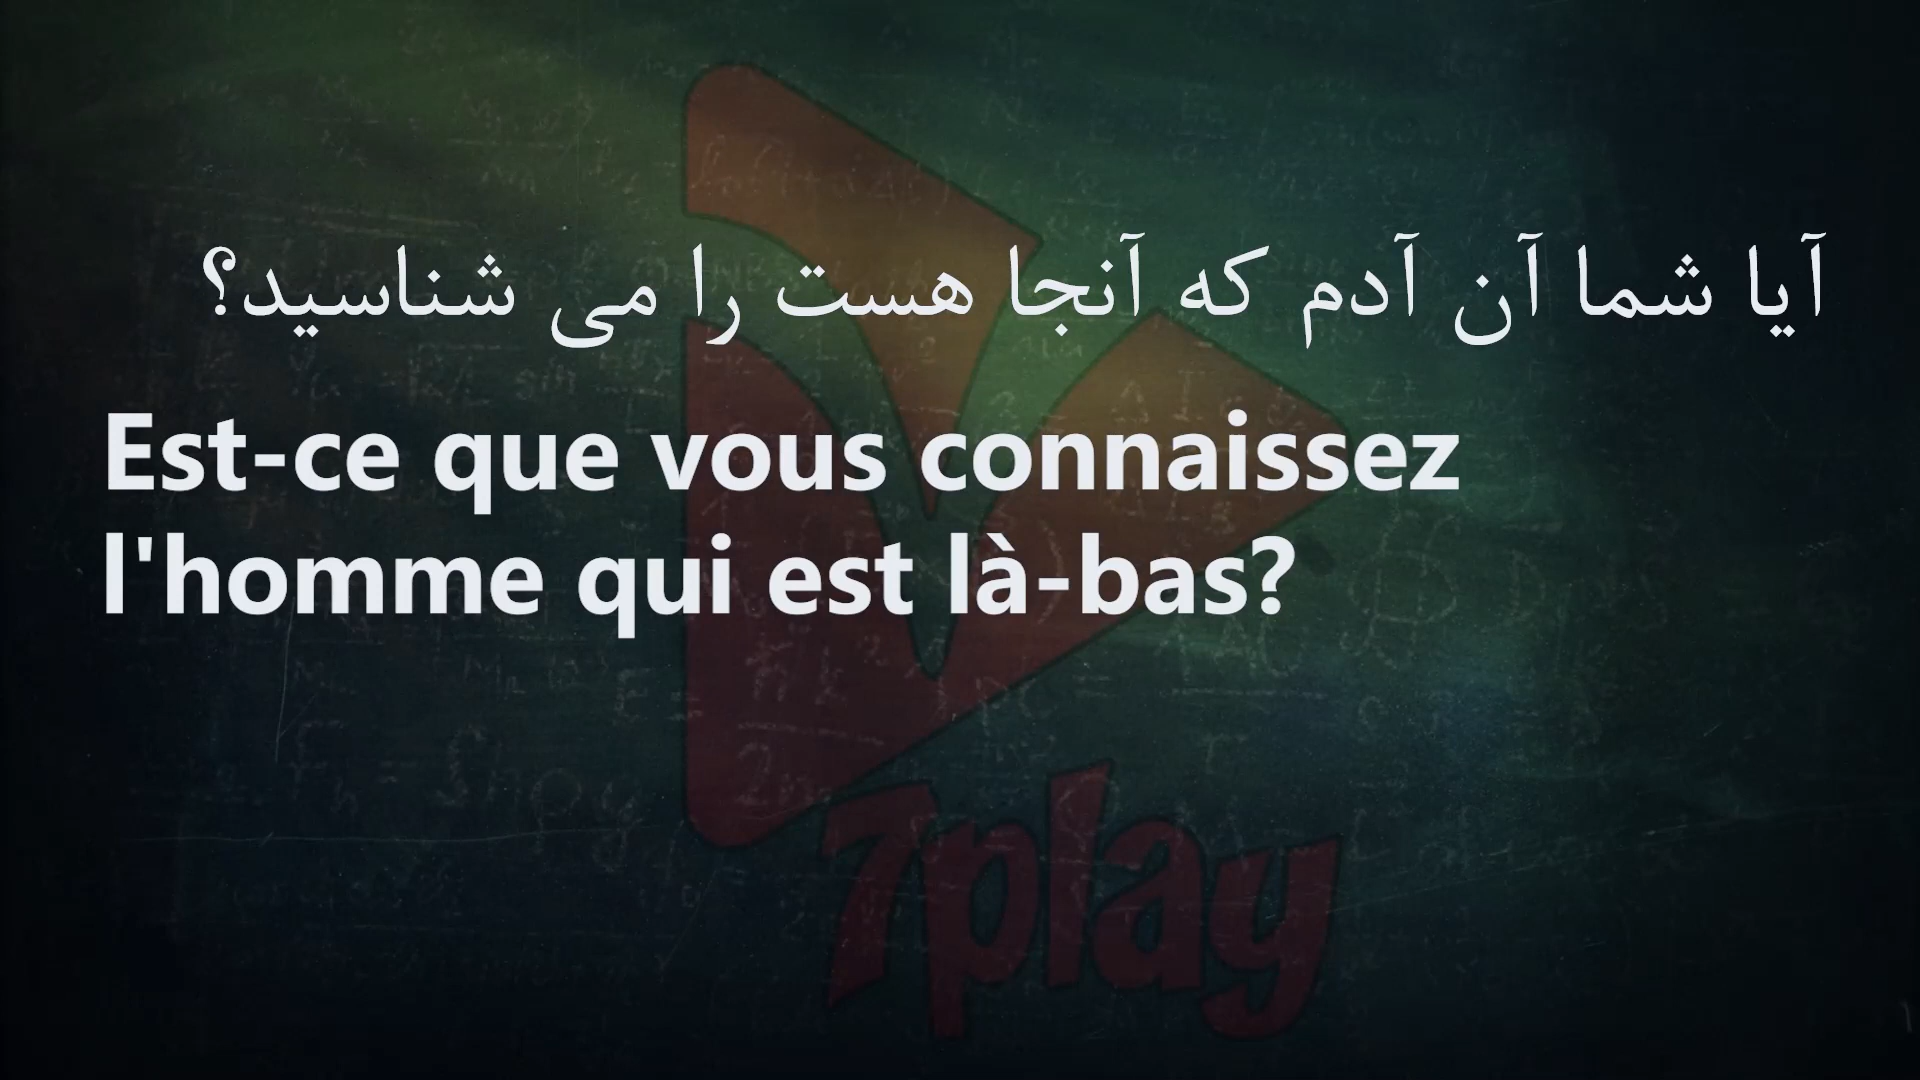 آیا شما آن آدم که آنجا هست را می شناسید؟
Est-ce que vous connaissez
l'homme qui est là-bas?
7play